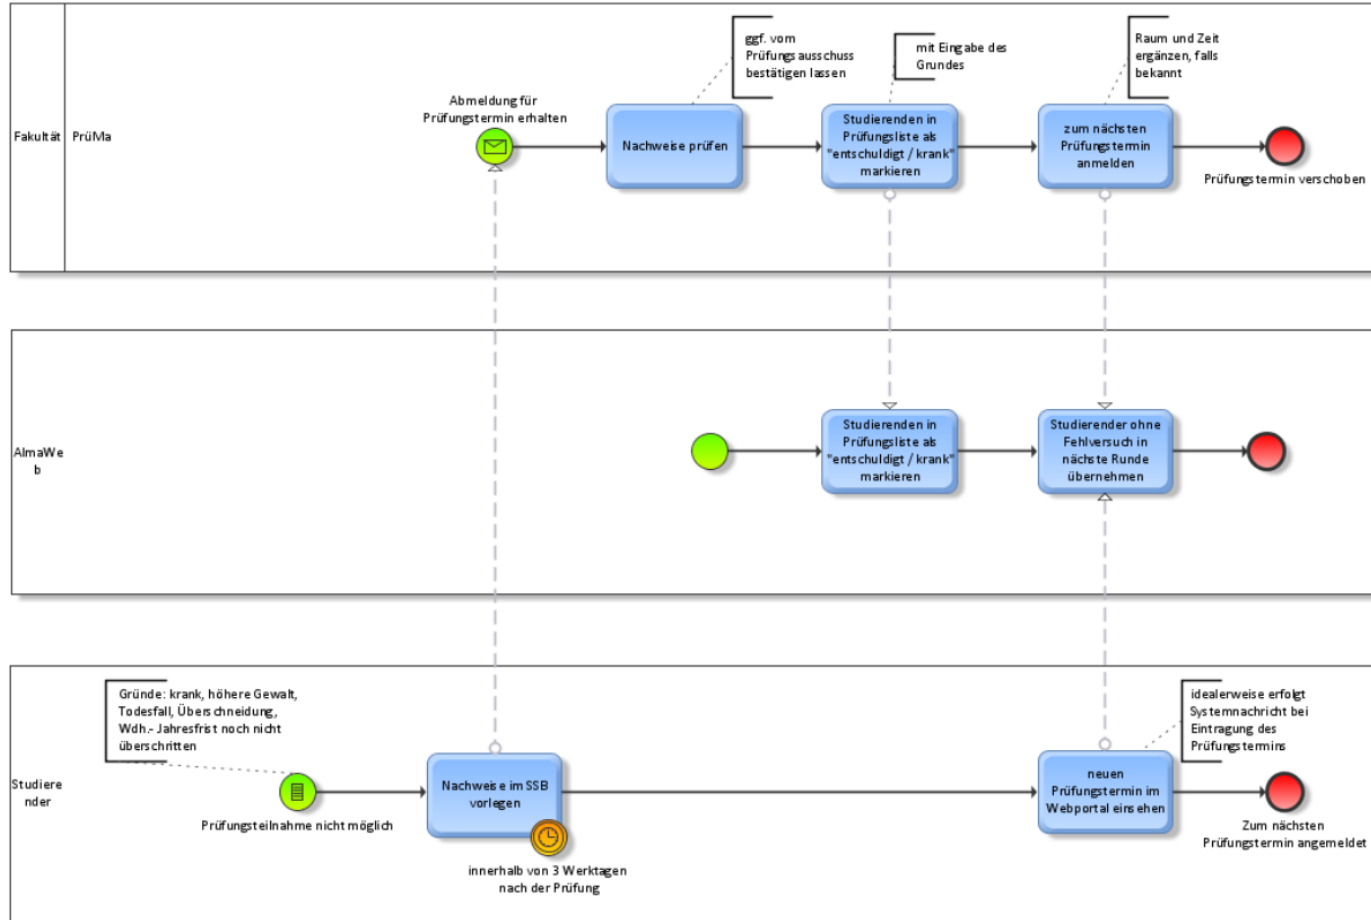 Fakultät
PrüMa
Abmeldung für
Prüfungstermin erhalten
Nachweise prüfen
ggf. vom
Prüfungsausschuss
bestätigen lassen
Studierenden in
Prüfungsliste als
"entschuldigt / krank"
markieren
mit Eingabe des
Grundes
zum nächsten
Prüfungstermin
anmelden
Raum und Zeit
ergänzen, falls
bekannt
Prüfungstermin verschoben
AlmaWe
b
Studierenden in
Prüfungsliste als
"entschuldigt / krank"
markieren
Studierender ohne
Fehlversuch in
nächste Runde
übernehmen
Studiere
nder
Gründe: krank, höhere Gewalt,
Todesfall, Überschneidung,
Wdh.- Jahresfrist noch nicht
überschritten
Prüfungsteilnahme nicht möglich
Nachweise im SSB
vorlegen
innerhalb von 3 Werktagen
nach der Prüfung
neuen
Prüfungstermin im
Webportal einsehen
idealerweise erfolgt
Systemnachricht bei
Eintragung des
Prüfungstermins
Zum nächsten
Prüfungstermin angemeldet